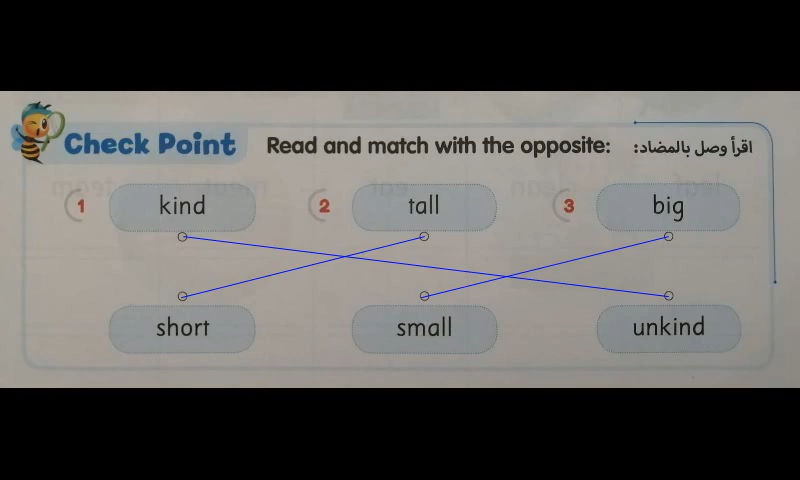 Check Point Read and match with the opposite: اقرأ وصل بالمضاد:
1 kind 2 tall 3 big
short small unkind